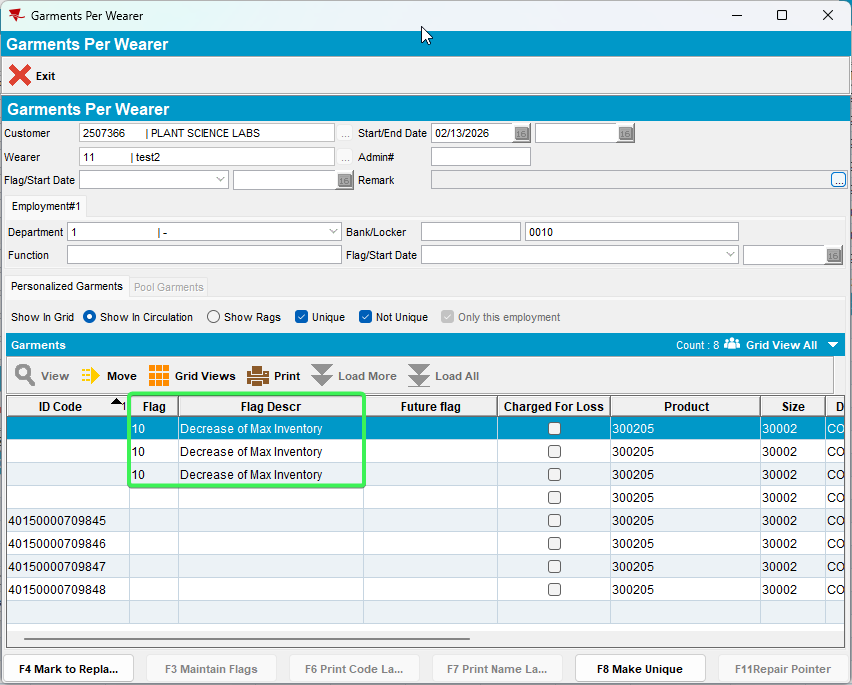 Garments Per Wearer
Garments Per Wearer
Exit
Garments Per Wearer
Customer 2507366 | PLANT SCIENCE LABS ... Start/End Date 02/13/2026 16 16
Wearer 11 | test2 ... Admin#
Flag/Start Date 16 Remark ...
Employment#1
Department 1 | - Bank/Locker 0010
Function Flag/Start Date 16
Personalized Garments Pool Garments
Show In Grid Show In Circulation Show Rags Unique Not Unique Only this employment
Garments Count : 8 Grid View All
View Move Grid Views Print Load More Load All
ID Code 1 Flag Flag Descr Future flag Charged For Loss Product Size D
10 Decrease of Max Inventory 300205 30002 CO
10 Decrease of Max Inventory 300205 30002 CO
10 Decrease of Max Inventory 300205 30002 CO
300205 30002 CO
40150000709845 300205 30002 CO
40150000709846 300205 30002 CO
40150000709847 300205 30002 CO
40150000709848 300205 30002 CO
F4 Mark to Repla... F3 Maintain Flags F6 Print Code La... F7 Print Name La... F8 Make Unique F11Repair Pointer